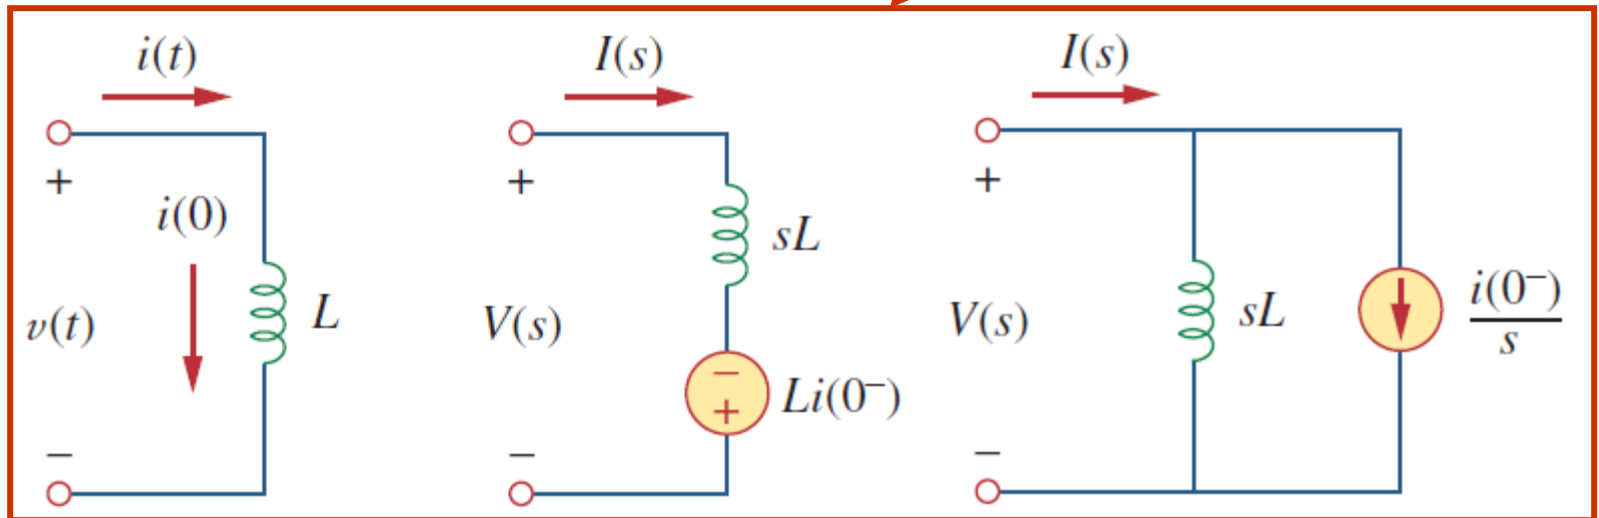 i(t)
+
i(0)
v(t)
L
−
I(s)
+
sL
V(s)
−
+
Li(0⁻)
−
I(s)
+
V(s)
sL
i(0⁻)
s
−